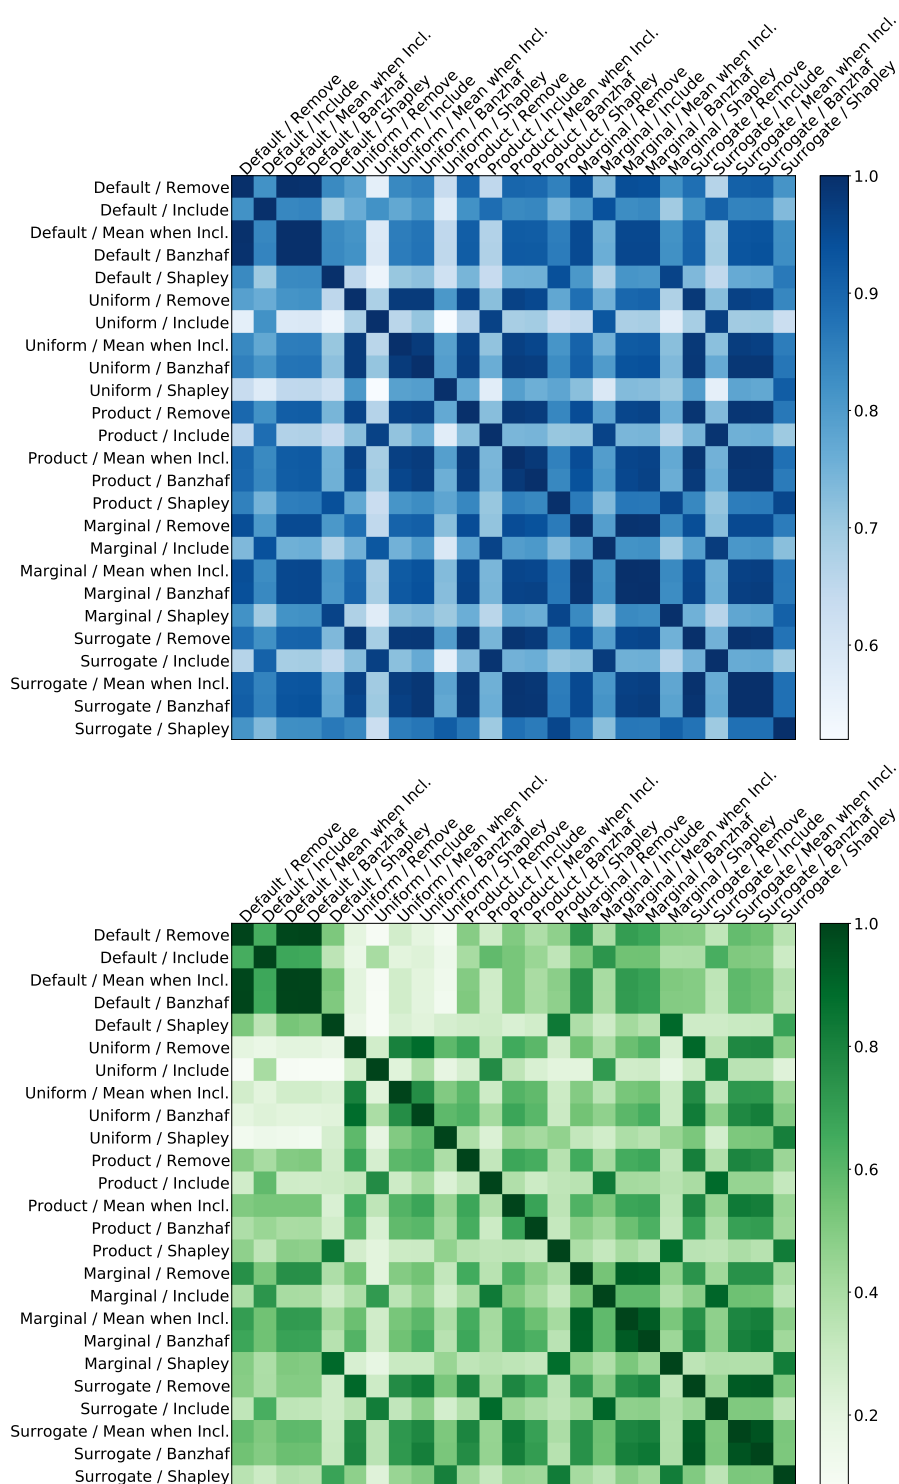 Default / Remove
Default / Include
Default / Mean when Incl.
Default / Banzhaf
Default / Shapley
Uniform / Remove
Uniform / Include
Uniform / Mean when Incl.
Uniform / Banzhaf
Uniform / Shapley
Product / Remove
Product / Include
Product / Mean when Incl.
Product / Banzhaf
Product / Shapley
Marginal / Remove
Marginal / Include
Marginal / Mean when Incl.
Marginal / Banzhaf
Marginal / Shapley
Surrogate / Remove
Surrogate / Include
Surrogate / Mean when Incl.
Surrogate / Banzhaf
Surrogate / Shapley
Default / Remove
Default / Include
Default / Mean when Incl.
Default / Banzhaf
Default / Shapley
Uniform / Remove
Uniform / Include
Uniform / Mean when Incl.
Uniform / Banzhaf
Uniform / Shapley
Product / Remove
Product / Include
Product / Mean when Incl.
Product / Banzhaf
Product / Shapley
Marginal / Remove
Marginal / Include
Marginal / Mean when Incl.
Marginal / Banzhaf
Marginal / Shapley
Surrogate / Remove
Surrogate / Include
Surrogate / Mean when Incl.
Surrogate / Banzhaf
Surrogate / Shapley
1.0
0.9
0.8
0.7
0.6
Default / Remove
Default / Include
Default / Mean when Incl.
Default / Banzhaf
Default / Shapley
Uniform / Remove
Uniform / Include
Uniform / Mean when Incl.
Uniform / Banzhaf
Uniform / Shapley
Product / Remove
Product / Include
Product / Mean when Incl.
Product / Banzhaf
Product / Shapley
Marginal / Remove
Marginal / Include
Marginal / Mean when Incl.
Marginal / Banzhaf
Marginal / Shapley
Surrogate / Remove
Surrogate / Include
Surrogate / Mean when Incl.
Surrogate / Banzhaf
Surrogate / Shapley
Default / Remove
Default / Include
Default / Mean when Incl.
Default / Banzhaf
Default / Shapley
Uniform / Remove
Uniform / Include
Uniform / Mean when Incl.
Uniform / Banzhaf
Uniform / Shapley
Product / Remove
Product / Include
Product / Mean when Incl.
Product / Banzhaf
Product / Shapley
Marginal / Remove
Marginal / Include
Marginal / Mean when Incl.
Marginal / Banzhaf
Marginal / Shapley
Surrogate / Remove
Surrogate / Include
Surrogate / Mean when Incl.
Surrogate / Banzhaf
Surrogate / Shapley
1.0
0.8
0.6
0.4
0.2